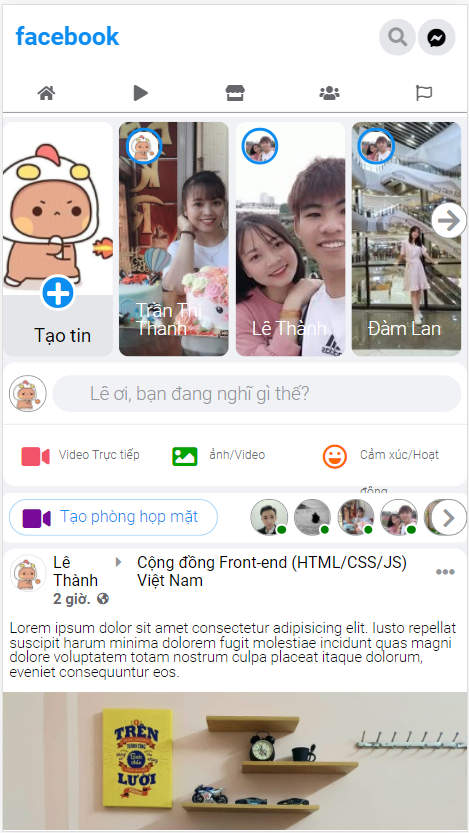 facebook
Tạo tin
Trần Thị
Thanh
Lê Thành
Đàm Lan
Lê ơi, bạn đang nghĩ gì thế?
Video Trực tiếp
ảnh/Video
Cảm xúc/Hoạt
động
Tạo phòng họp mặt
Lê
Thành
Cộng đồng Front-end (HTML/CSS/JS)
Việt Nam
2 giờ.
Lorem ipsum dolor sit amet consectetur adipisicing elit. Iusto repellat
suscipit harum minima dolorem fugit molestiae incidunt quas magni
dolore voluptatem totam nostrum culpa placeat itaque dolorum,
eveniet consequuntur eos.
TRÊN
LƯỜI